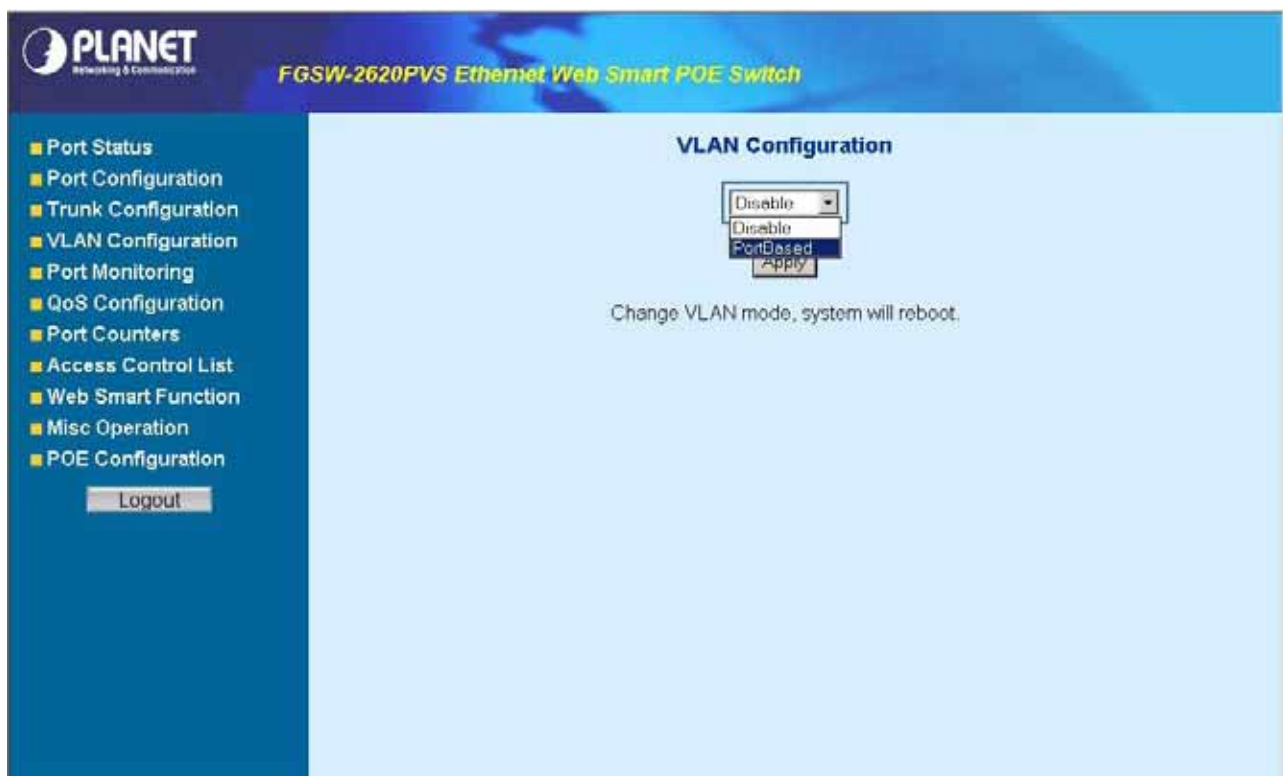 PLANET
Networking & Communication
FGSW-2620PVS Ethernet Web Smart POE Switch
Port Status
Port Configuration
Trunk Configuration
VLAN Configuration
Port Monitoring
QoS Configuration
Port Counters
Access Control List
Web Smart Function
Misc Operation
POE Configuration
Logout
VLAN Configuration
Disable
Disable
PortBased
Apply
Change VLAN mode, system will reboot.